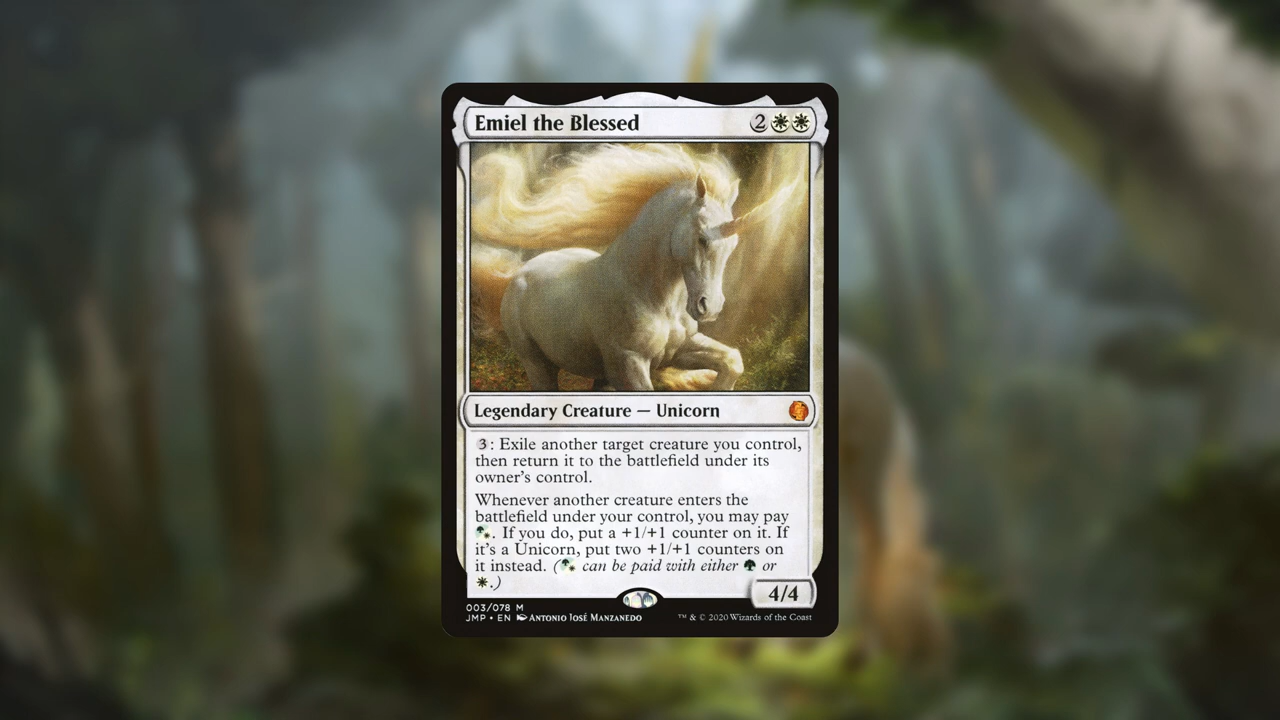 Emiel the Blessed 2
Legendary Creature — Unicorn
3: Exile another target creature you control,
then return it to the battlefield under its
owner's control.
Whenever another creature enters the
battlefield under your control, you may pay
. If you do, put a +1/+1 counter on it. If
it's a Unicorn, put two +1/+1 counters on
it instead. ( can be paid with either or
.)
4/4
003/078 M
JMP • EN Antonio José Manzanedo ™ & © 2020 Wizards of the Coast